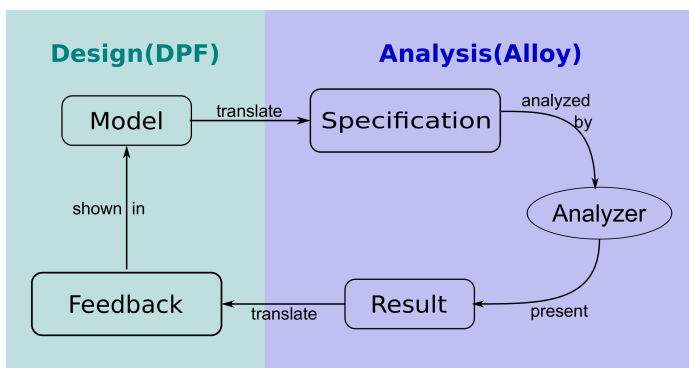 Design(DPF)
Analysis(Alloy)
Model
translate
Specification
analyzed
by
shown in
Analyzer
Feedback
translate
Result
present